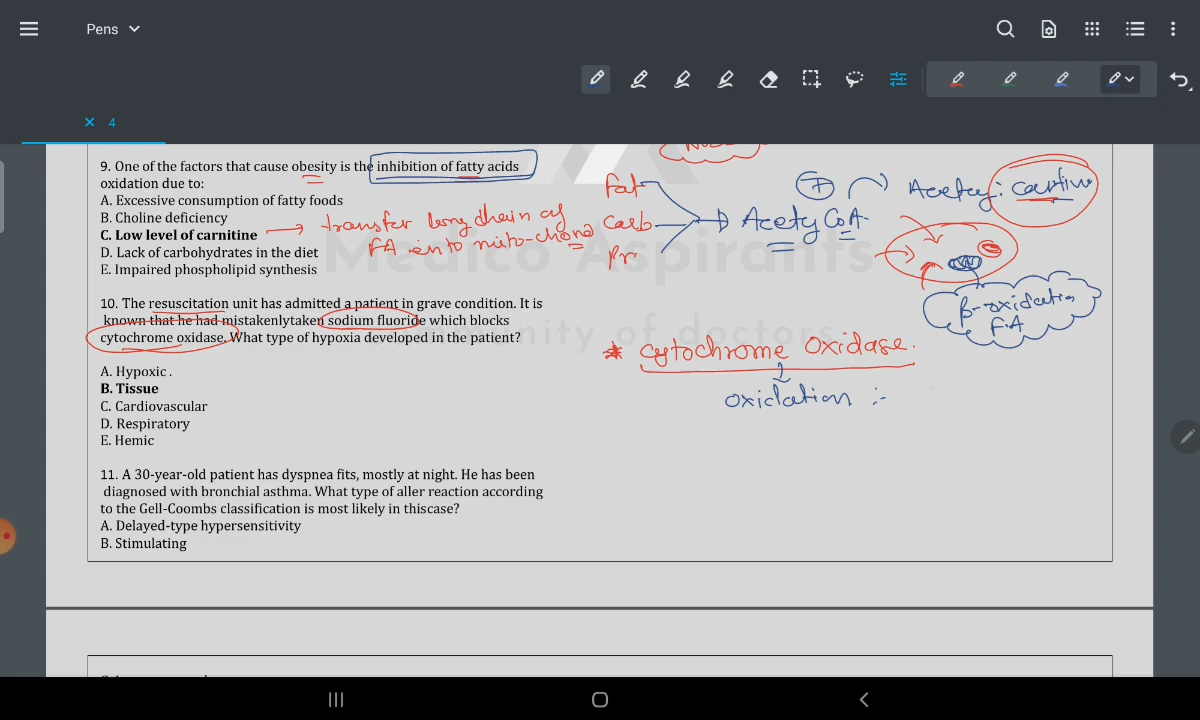 Pens
4
9. One of the factors that cause obesity is the inhibition of fatty acids
oxidation due to:
A. Excessive consumption of fatty foods
B. Choline deficiency
C. Low level of carnitine
D. Lack of carbohydrates in the diet
E. Impaired phospholipid synthesis
transfer long chain of
FA into mito-chond
Fat
Carb
Pr
Acety CoA
+
Acetey:
β-oxidation
F.A
Medico Aspirants
10. The resuscitation unit has admitted a patient in grave condition. It is
known that he had mistakenlytaken sodium fluoride which blocks
cytochrome oxidase. What type of hypoxia developed in the patient?
A. Hypoxic .
B. Tissue
C. Cardiovascular
D. Respiratory
E. Hemic
* Cytochrome Oxidase.
oxidation :-
11. A 30-year-old patient has dyspnea fits, mostly at night. He has been
diagnosed with bronchial asthma. What type of aller reaction according
to the Gell-Coombs classification is most likely in thiscase?
A. Delayed-type hypersensitivity
B. Stimulating